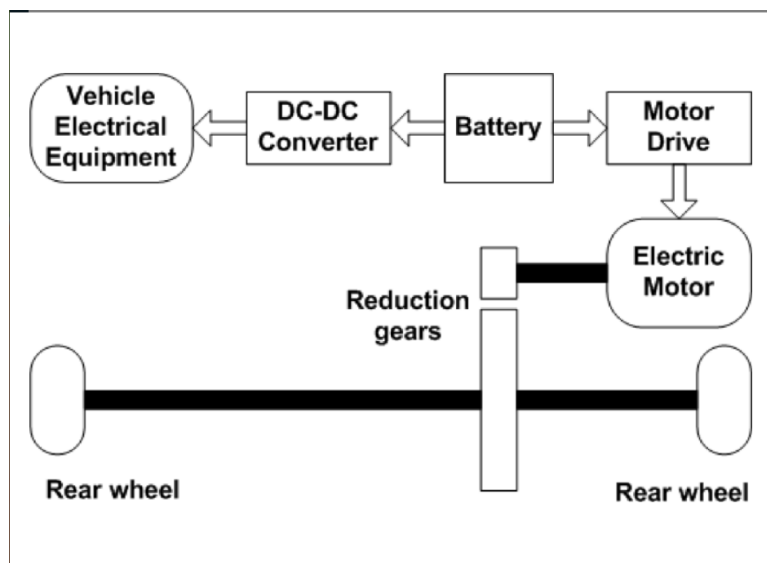 Vehicle
Electrical
Equipment
DC-DC
Converter
Battery
Motor
Drive
Electric
Motor
Reduction
gears
Rear wheel
Rear wheel